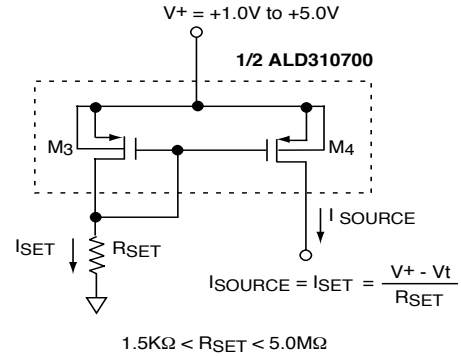 V+ = +1.0V to +5.0V
1/2 ALD310700
M3
M4
I SOURCE
ISET
RSET
ISOURCE = ISET = V+ - Vt
RSET
1.5KΩ < RSET < 5.0MΩ